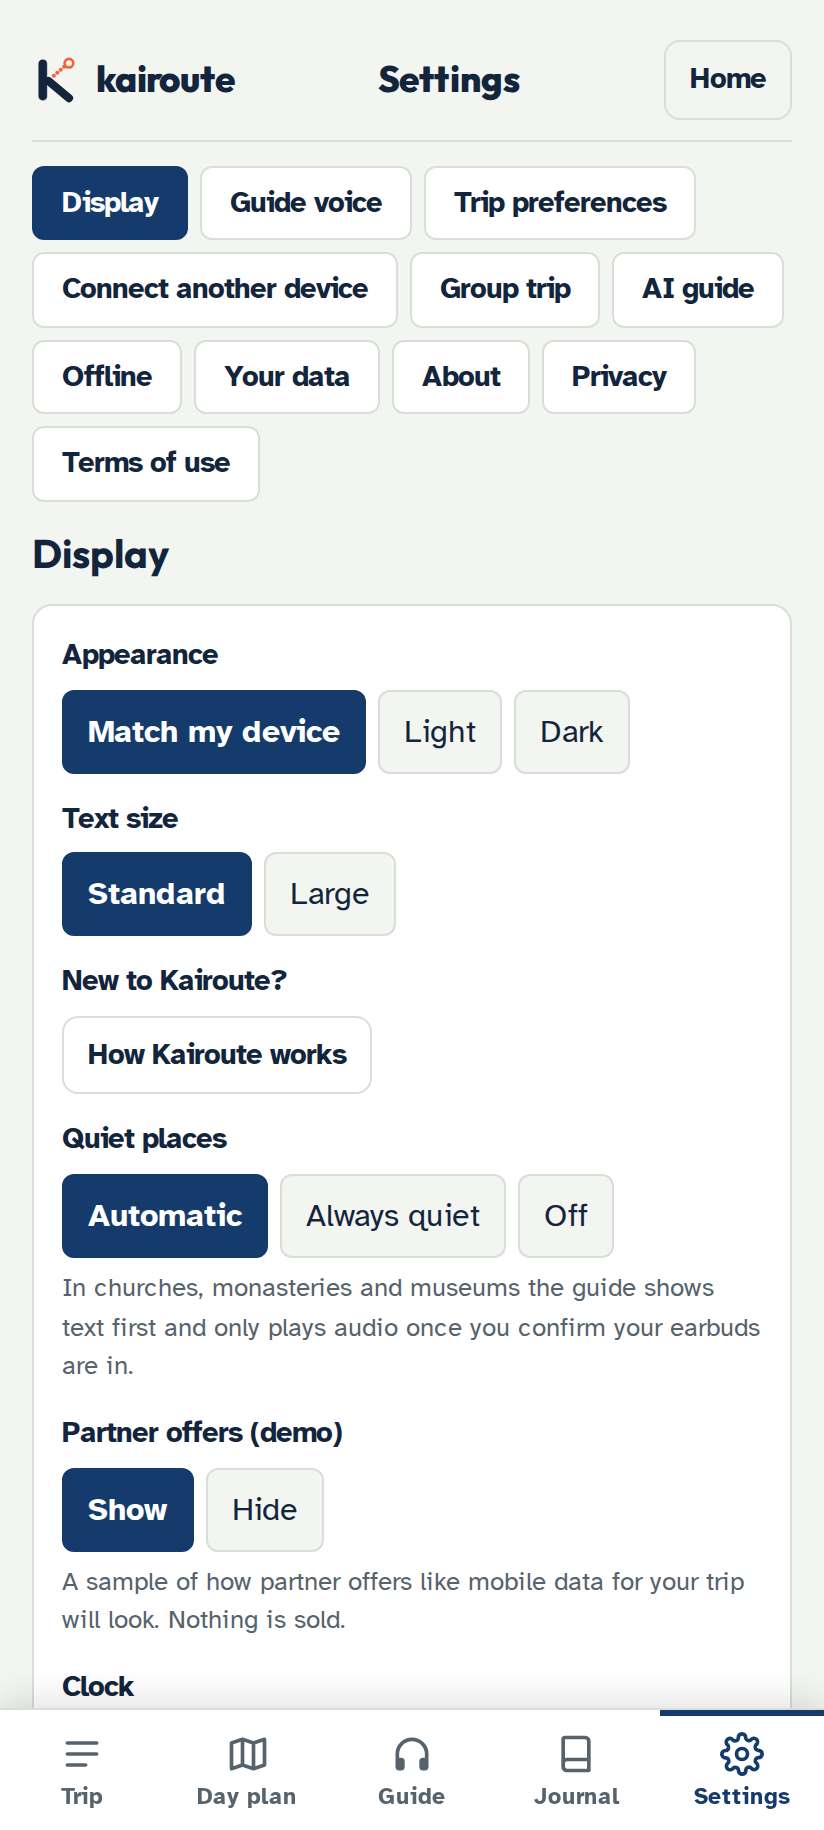 kairoute
Settings
Home
Display
Guide voice
Trip preferences
Connect another device
Group trip
AI guide
Offline
Your data
About
Privacy
Terms of use
Display
Appearance
Match my device
Light
Dark
Text size
Standard
Large
New to Kairoute?
How Kairoute works
Quiet places
Automatic
Always quiet
Off
In churches, monasteries and museums the guide shows
text first and only plays audio once you confirm your earbuds
are in.
Partner offers (demo)
Show
Hide
A sample of how partner offers like mobile data for your trip
will look. Nothing is sold.
Clock
Trip
Day plan
Guide
Journal
Settings